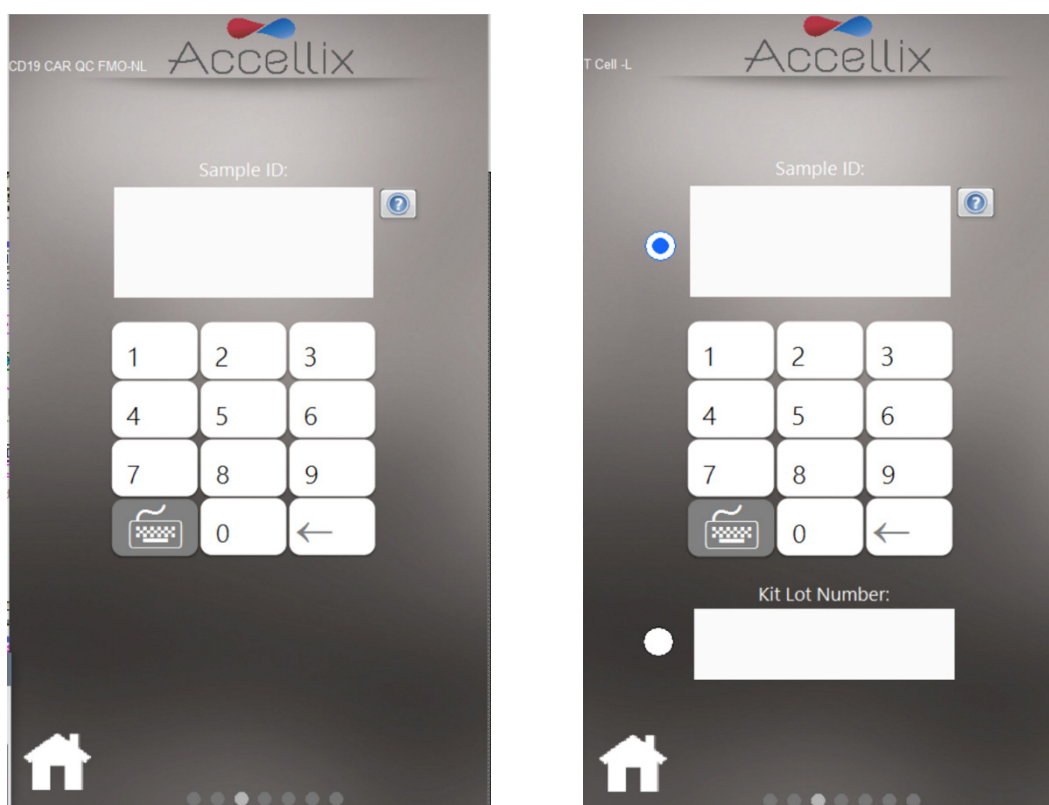 Accellix
CD19 CAR QC FMO-NL
Sample ID:
?
1 2 3
4 5 6
7 8 9
0 ←
Accellix
T Cell -L
Sample ID:
?
1 2 3
4 5 6
7 8 9
0 ←
Kit Lot Number: